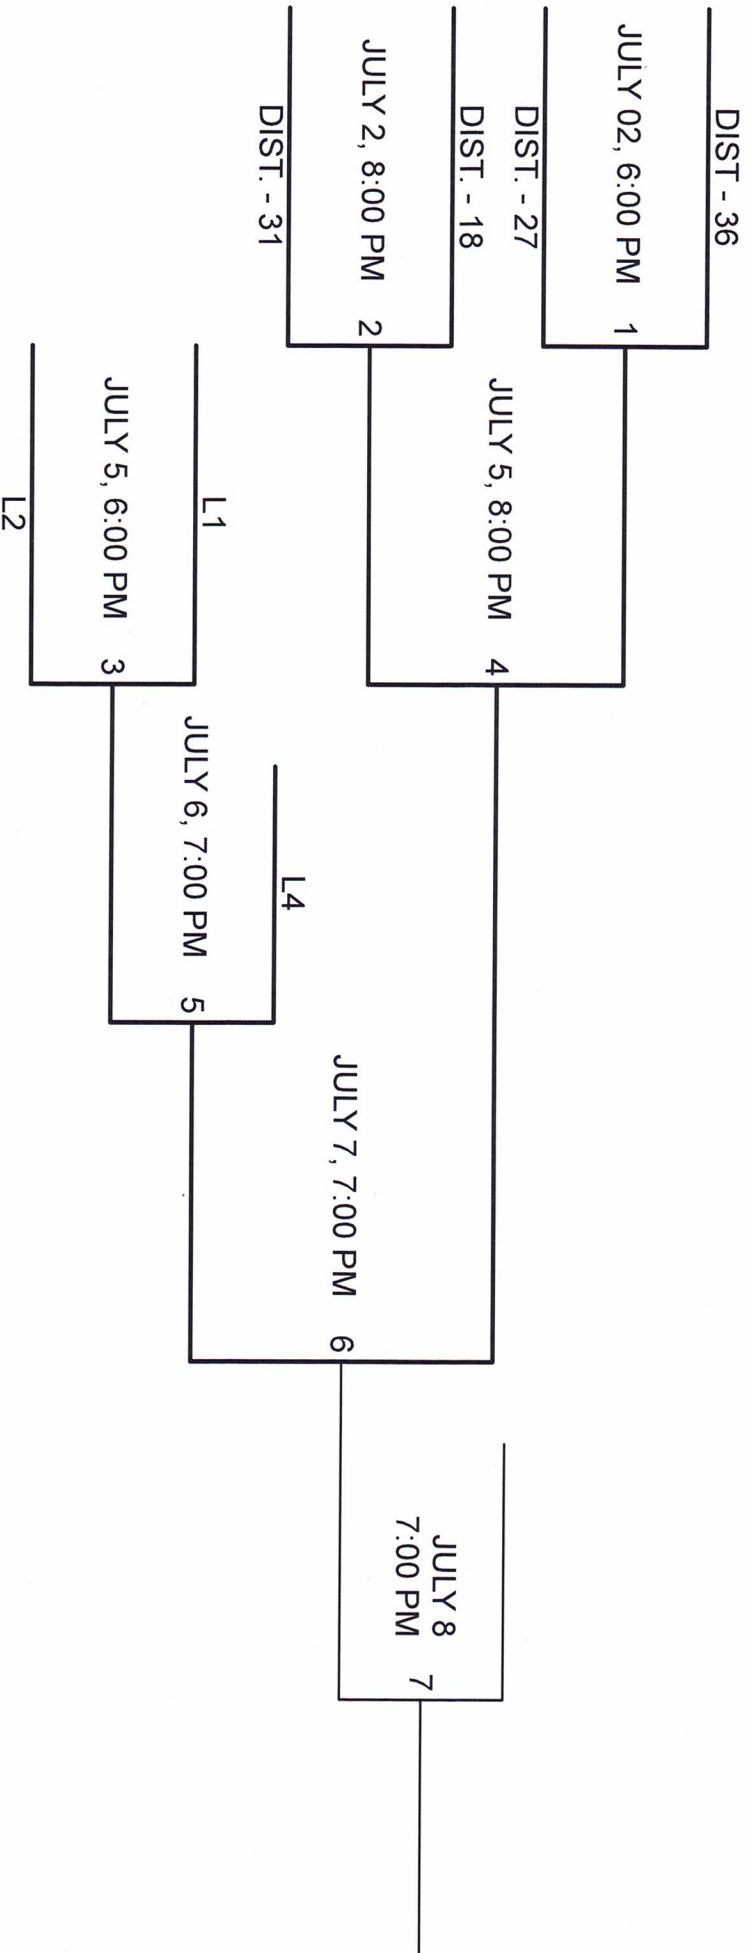 DIST - 36
JULY 02, 6:00 PM 1
DIST. - 27
DIST. - 18
JULY 2, 8:00 PM 2
DIST. - 31
JULY 5, 8:00 PM 4
L1
JULY 5, 6:00 PM 3
L2
L4
JULY 6, 7:00 PM 5
JULY 7, 7:00 PM 6
JULY 8
7:00 PM 7